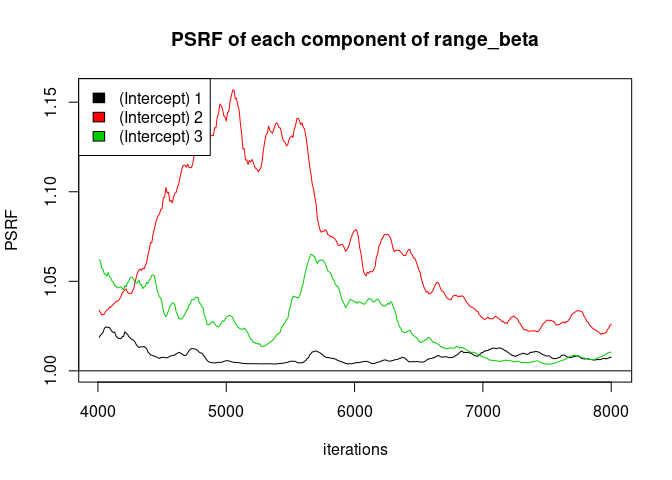 PSRF of each component of range_beta
(Intercept) 1
(Intercept) 2
(Intercept) 3
PSRF
1.15
1.10
1.05
1.00
4000 5000 6000 7000 8000
iterations